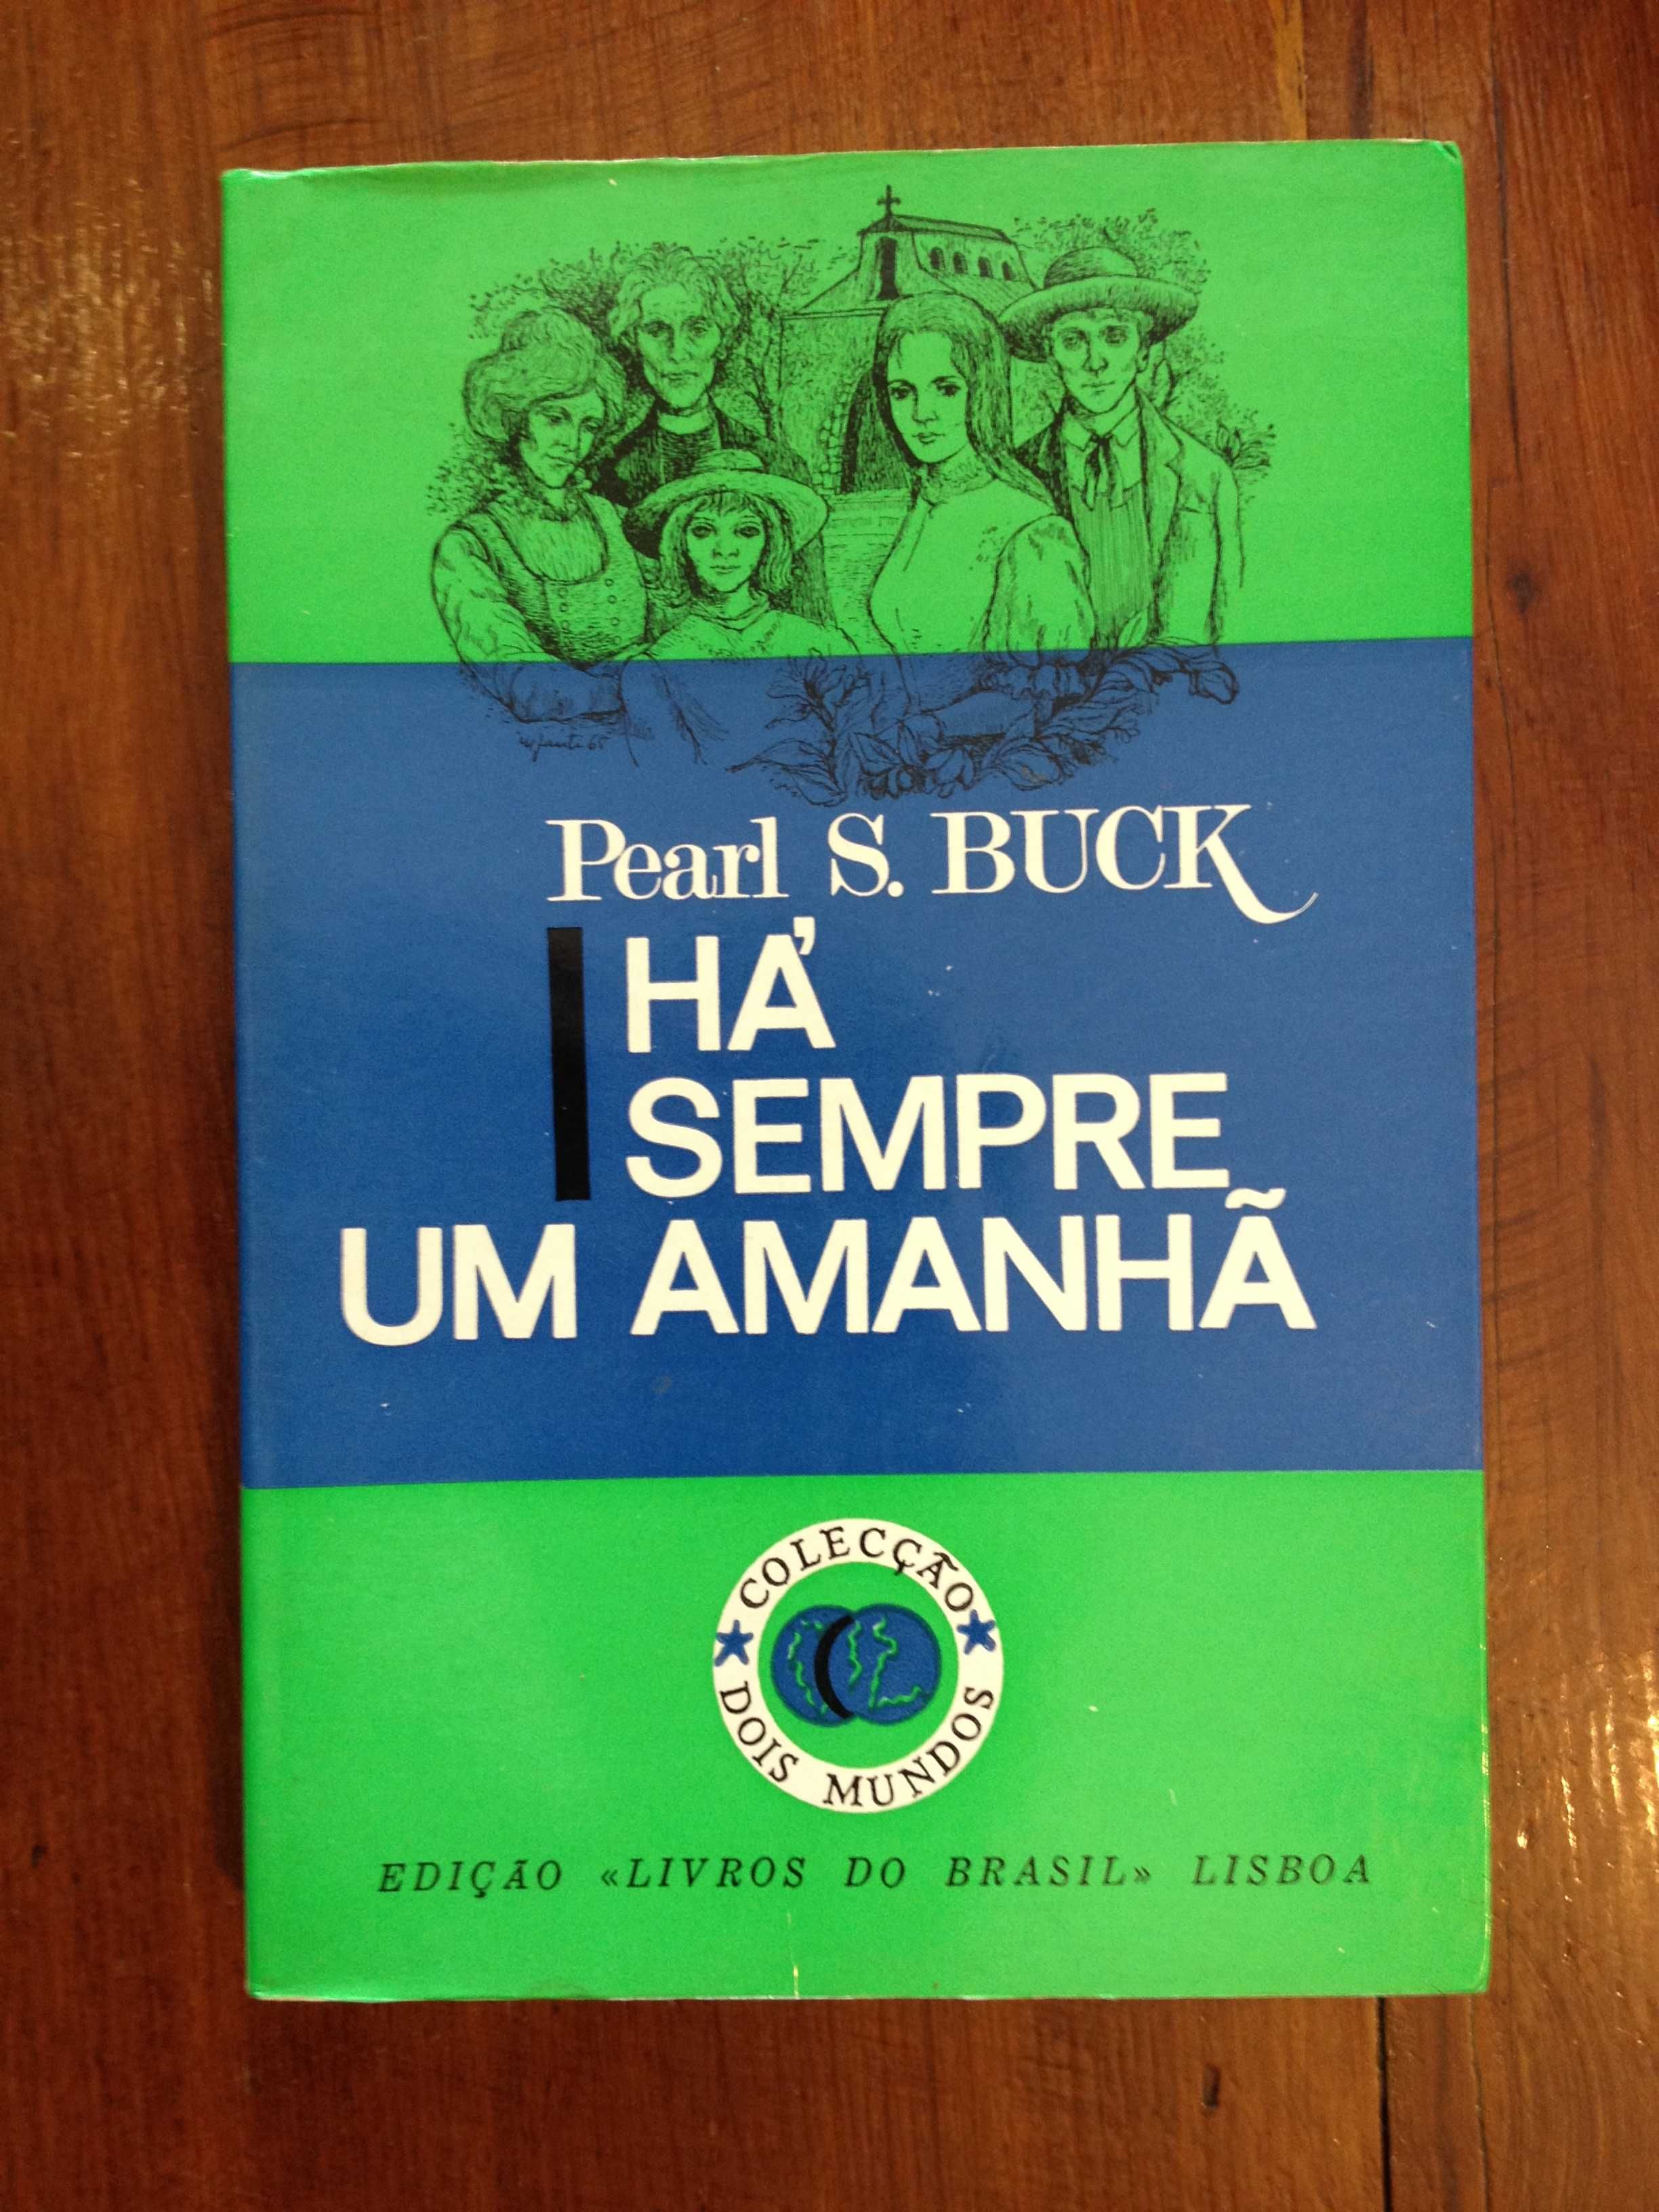 Pearl S. BUCK
HÁ
SEMPRE
UM AMANHÃ
COLECÇÃO
DOIS MUNDOS
EDIÇÃO «LIVROS DO BRASIL» LISBOA